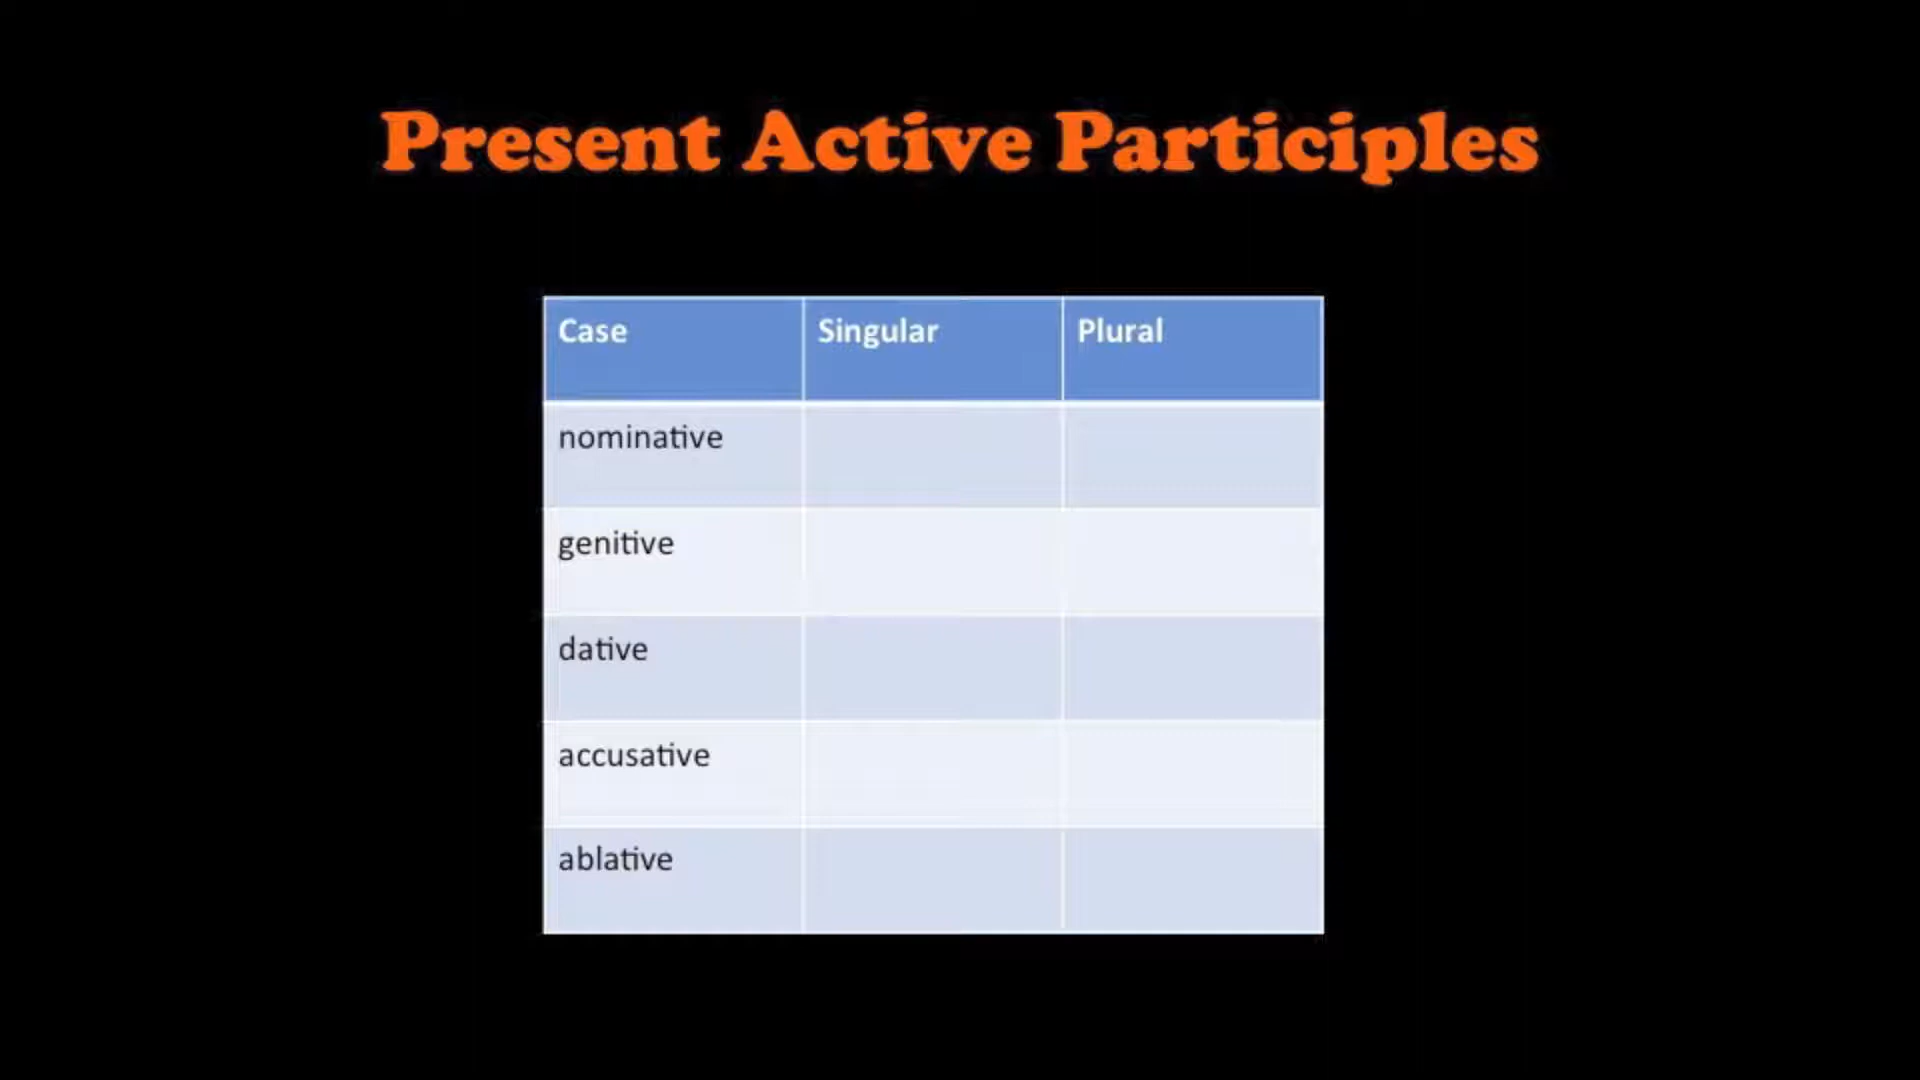 Present Active Participles
Case Singular Plural
nominative
genitive
dative
accusative
ablative